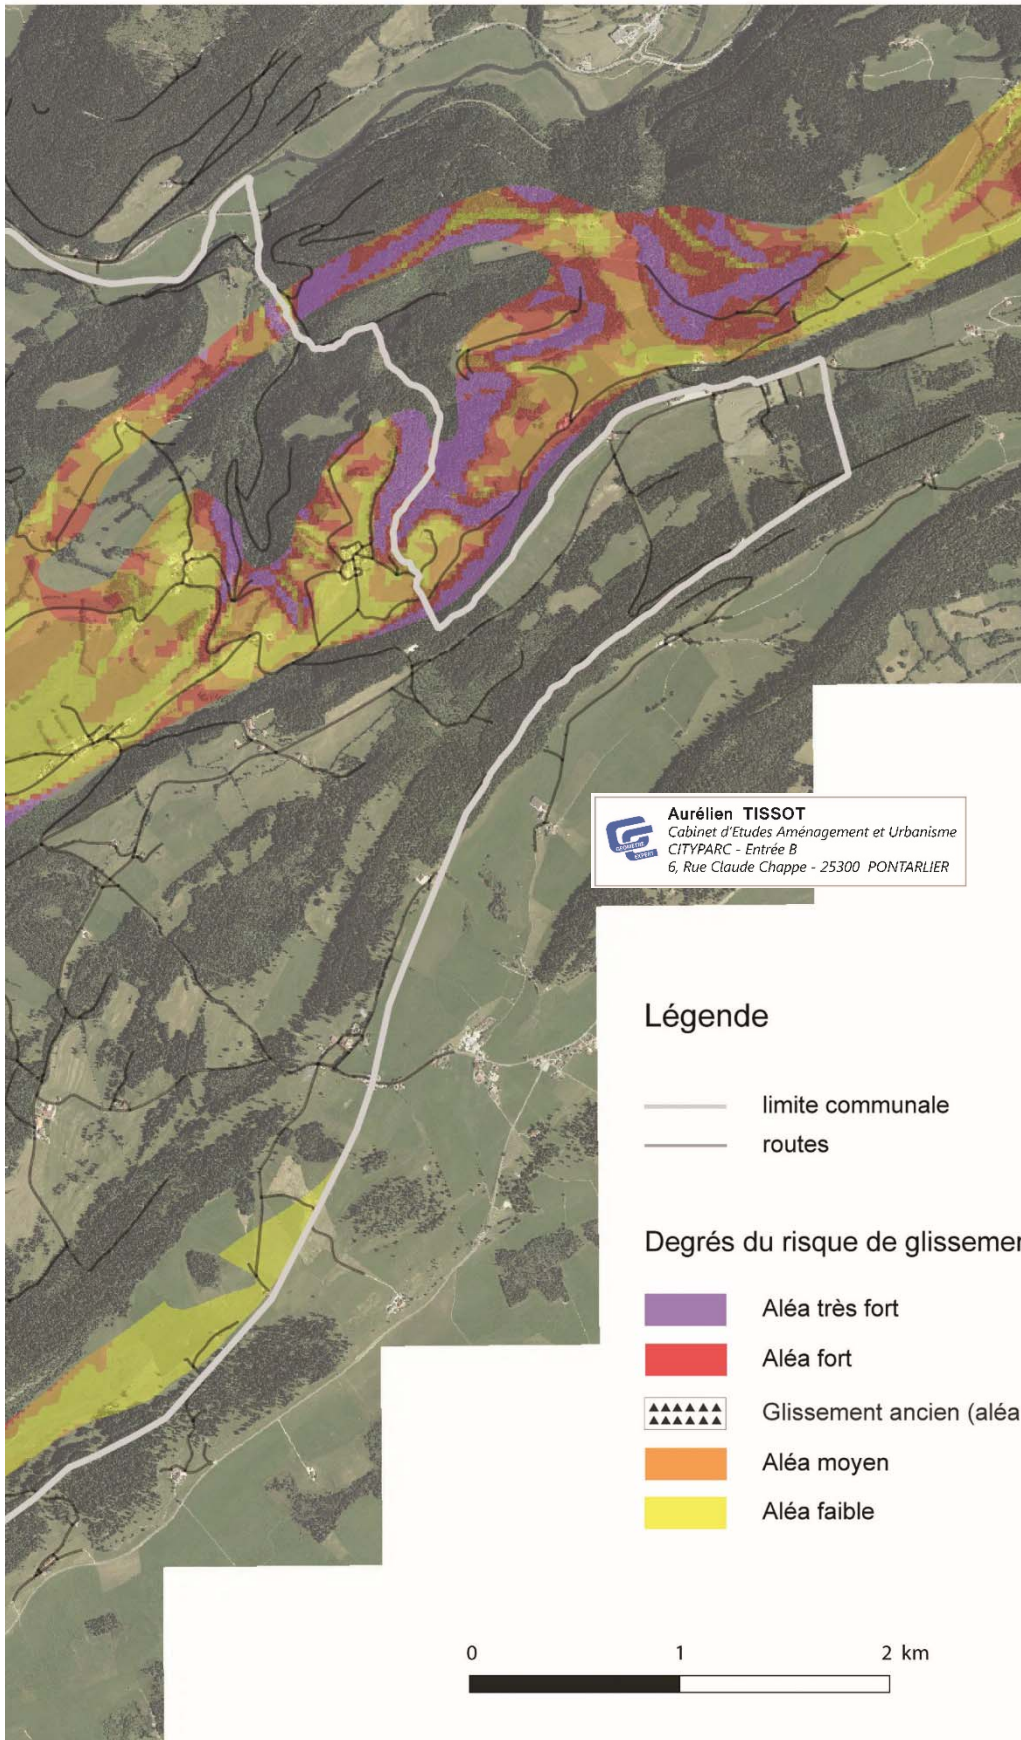 Aurélien TISSOT
Cabinet d'Etudes Aménagement et Urbanisme
CITYPARC - Entrée B
6, Rue Claude Chappe - 25300 PONTARLIER
GEOMETRE
EXPERT
Légende
limite communale
routes
Degrés du risque de glissemen
Aléa très fort
Aléa fort
Glissement ancien (aléa
Aléa moyen
Aléa faible
0 1 2 km